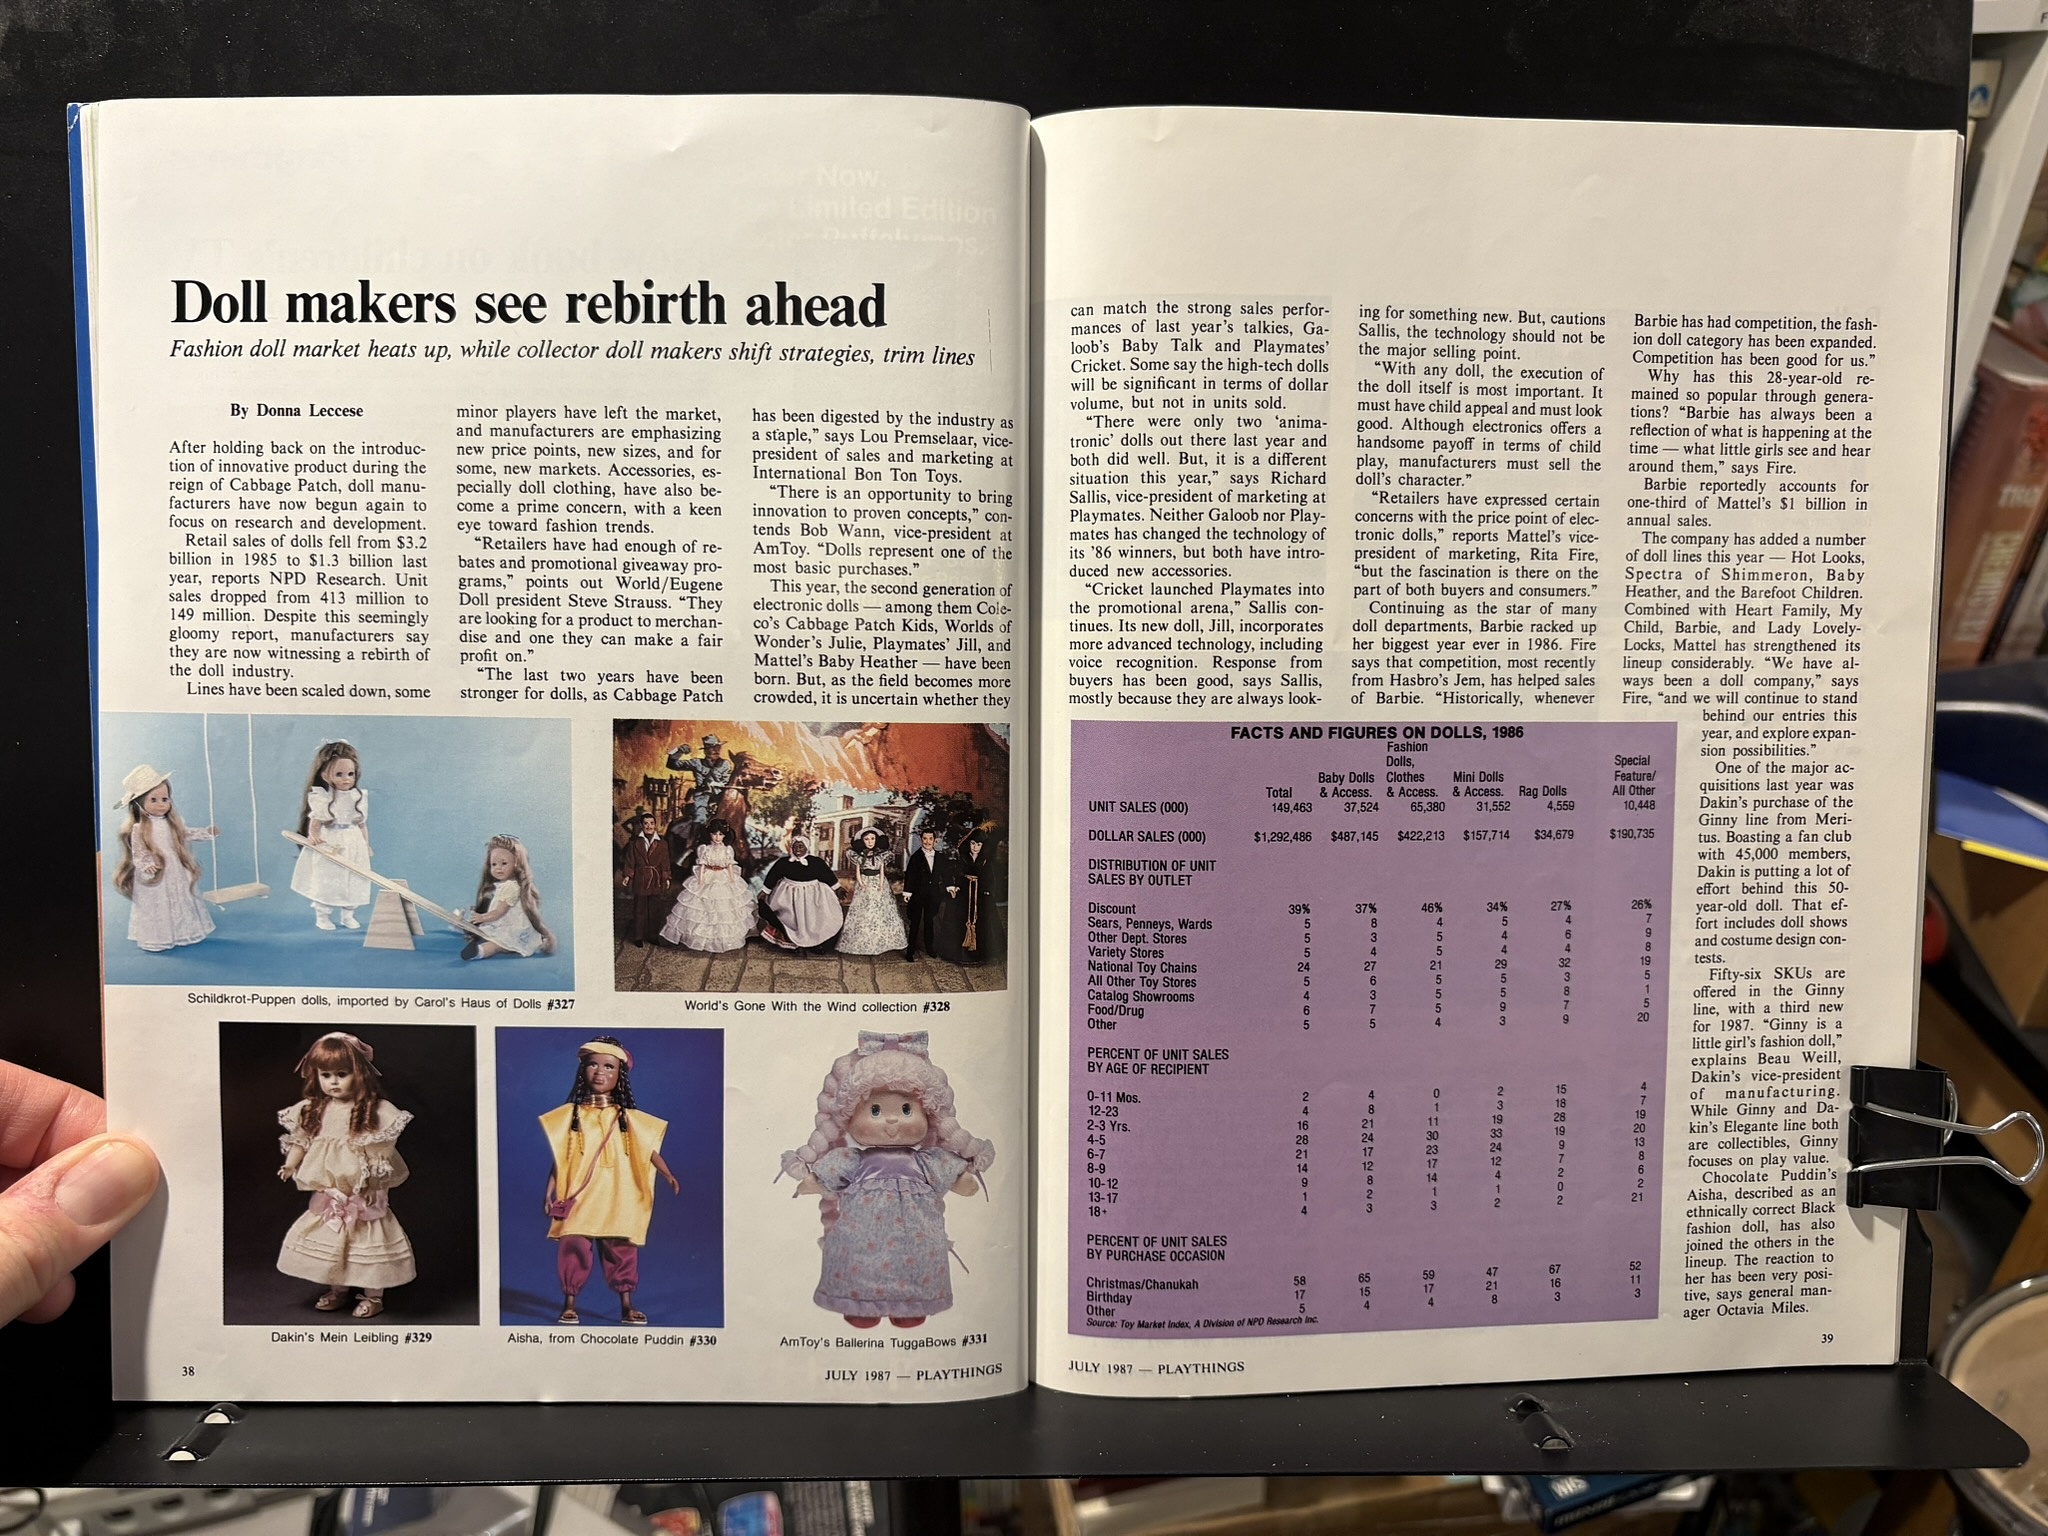 Now.
Limited Edition
Doll makers see rebirth ahead
Fashion doll market heats up, while collector doll makers shift strategies, trim lines
By Donna Leccese
After holding back on the introduc-
tion of innovative product during the
reign of Cabbage Patch, doll manu-
facturers have now begun again to
focus on research and development.
Retail sales of dolls fell from $3.2
billion in 1985 to $1.3 billion last
year, reports NPD Research. Unit
sales dropped from 413 million to
149 million. Despite this seemingly
gloomy report, manufacturers say
they are now witnessing a rebirth of
the doll industry.
Lines have been scaled down, some
minor players have left the market,
and manufacturers are emphasizing
new price points, new sizes, and for
some, new markets. Accessories, es-
pecially doll clothing, have also be-
come a prime concern, with a keen
eye toward fashion trends.
“Retailers have had enough of re-
bates and promotional giveaway pro-
grams,” points out World/Eugene
Doll president Steve Strauss. “They
are looking for a product to merchan-
dise and one they can make a fair
profit on.”
“The last two years have been
stronger for dolls, as Cabbage Patch
has been digested by the industry as
a staple,” says Lou Premselaar, vice-
president of sales and marketing at
International Bon Ton Toys.
“There is an opportunity to bring
innovation to proven concepts,” con-
tends Bob Wann, vice-president at
AmToy. “Dolls represent one of the
most basic purchases.”
This year, the second generation of
electronic dolls — among them Cole-
co’s Cabbage Patch Kids, Worlds of
Wonder’s Julie, Playmates’ Jill, and
Mattel’s Baby Heather — have been
born. But, as the field becomes more
crowded, it is uncertain whether they
Schildkrot-Puppen dolls, imported by Carol’s Haus of Dolls #327
World’s Gone With the Wind collection #328
Dakin’s Mein Leibling #329
Aisha, from Chocolate Puddin #330
AmToy’s Ballerina TuggaBows #331
38
JULY 1987 — PLAYTHINGS
can match the strong sales perfor-
mances of last year’s talkies, Ga-
loob’s Baby Talk and Playmates’
Cricket. Some say the high-tech dolls
will be significant in terms of dollar
volume, but not in units sold.
“There were only two ‘anima-
tronic’ dolls out there last year and
both did well. But, it is a different
situation this year,” says Richard
Sallis, vice-president of marketing at
Playmates. Neither Galoob nor Play-
mates has changed the technology of
its ’86 winners, but both have intro-
duced new accessories.
“Cricket launched Playmates into
the promotional arena,” Sallis con-
tinues. Its new doll, Jill, incorporates
more advanced technology, including
voice recognition. Response from
buyers has been good, says Sallis,
mostly because they are always look-
ing for something new. But, cautions
Sallis, the technology should not be
the major selling point.
“With any doll, the execution of
the doll itself is most important. It
must have child appeal and must look
good. Although electronics offers a
handsome payoff in terms of child
play, manufacturers must sell the
doll’s character.”
“Retailers have expressed certain
concerns with the price point of elec-
tronic dolls,” reports Mattel’s vice-
president of marketing, Rita Fire,
“but the fascination is there on the
part of both buyers and consumers.”
Continuing as the star of many
doll departments, Barbie racked up
her biggest year ever in 1986. Fire
says that competition, most recently
from Hasbro’s Jem, has helped sales
of Barbie. “Historically, whenever
Barbie has had competition, the fash-
ion doll category has been expanded.
Competition has been good for us.”
Why has this 28-year-old re-
mained so popular through genera-
tions? “Barbie has always been a
reflection of what is happening at the
time — what little girls see and hear
around them,” says Fire.
Barbie reportedly accounts for
one-third of Mattel’s $1 billion in
annual sales.
The company has added a number
of doll lines this year — Hot Looks,
Spectra of Shimmeron, Baby
Heather, and the Barefoot Children.
Combined with Heart Family, My
Child, Barbie, and Lady Lovely-
Locks, Mattel has strengthened its
lineup considerably. “We have al-
ways been a doll company,” says
Fire, “and we will continue to stand
behind our entries this
year, and explore expan-
sion possibilities.”
One of the major ac-
quisitions last year was
Dakin’s purchase of the
Ginny line from Meri-
tus. Boasting a fan club
with 45,000 members,
Dakin is putting a lot of
effort behind this 50-
year-old doll. That ef-
fort includes doll shows
and costume design con-
tests.
Fifty-six SKUs are
offered in the Ginny
line, with a third new
for 1987. “Ginny is a
little girl’s fashion doll,”
explains Beau Weill,
Dakin’s vice-president
of manufacturing.
While Ginny and Da-
kin’s Elegante line both
are collectibles, Ginny
focuses on play value.
Chocolate Puddin’s
Aisha, described as an
ethnically correct Black
fashion doll, has also
joined the others in the
lineup. The reaction to
her has been very posi-
tive, says general man-
ager Octavia Miles.
FACTS AND FIGURES ON DOLLS, 1986
Total Baby Dolls & Access. Fashion Dolls, Clothes & Access. Mini Dolls & Access. Rag Dolls Special Feature/ All Other
UNIT SALES (000) 149,463 37,524 65,380 31,552 4,559 10,448
DOLLAR SALES (000) $1,292,486 $487,145 $422,213 $157,714 $34,679 $190,735
DISTRIBUTION OF UNIT
SALES BY OUTLET
Discount 39% 37% 46% 34% 27% 26%
Sears, Penneys, Wards 5 8 4 5 4 7
Other Dept. Stores 5 3 5 4 6 9
Variety Stores 5 4 5 4 4 8
National Toy Chains 24 27 21 29 32 19
All Other Toy Stores 5 6 5 5 3 5
Catalog Showrooms 4 3 5 5 8 1
Food/Drug 6 7 5 9 7 5
Other 5 5 4 3 9 20
PERCENT OF UNIT SALES
BY AGE OF RECIPIENT
0-11 Mos. 2 4 0 2 15 4
12-23 4 8 1 3 18 7
2-3 Yrs. 16 21 11 19 28 19
4-5 28 24 30 33 19 20
6-7 21 17 23 24 9 13
8-9 14 12 17 12 7 8
10-12 9 8 14 4 2 6
13-17 1 2 1 1 0 2
18+ 4 3 3 2 2 21
PERCENT OF UNIT SALES
BY PURCHASE OCCASION
Christmas/Chanukah 58 65 59 47 67 52
Birthday 17 15 17 21 16 11
Other 5 4 4 8 3 3
Source: Toy Market Index, A Division of NPD Research Inc.
39
JULY 1987 — PLAYTHINGS